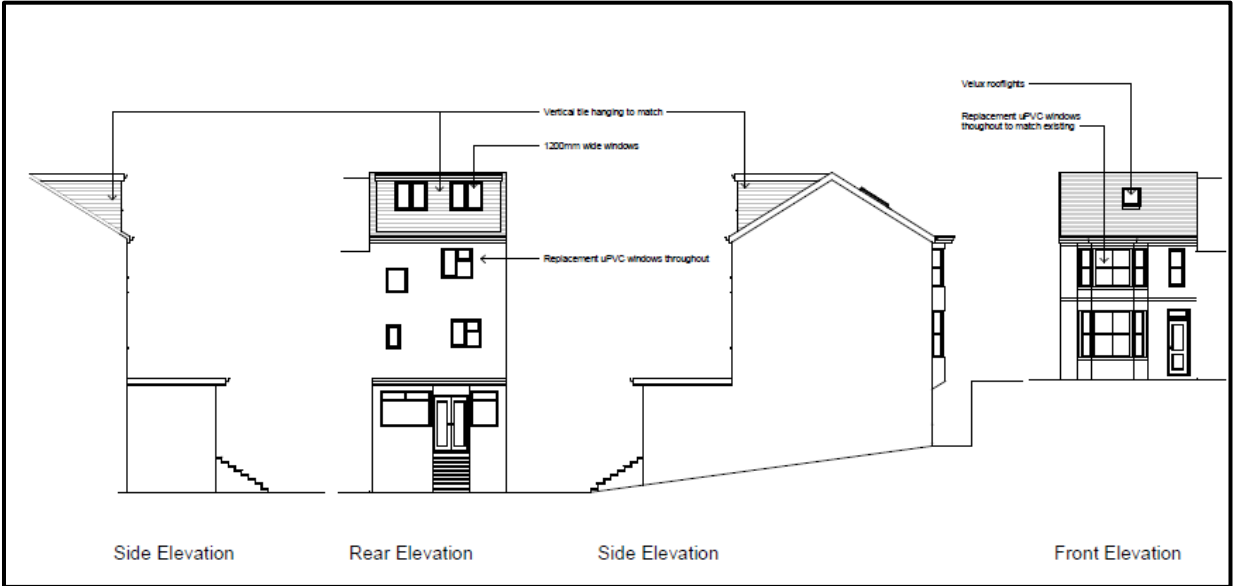 Velux rooflights
Replacement uPVC windows
thoughout to match existing
Vertical tile hanging to match
1200mm wide windows
Replacement uPVC windows throughout
Side Elevation
Rear Elevation
Side Elevation
Front Elevation